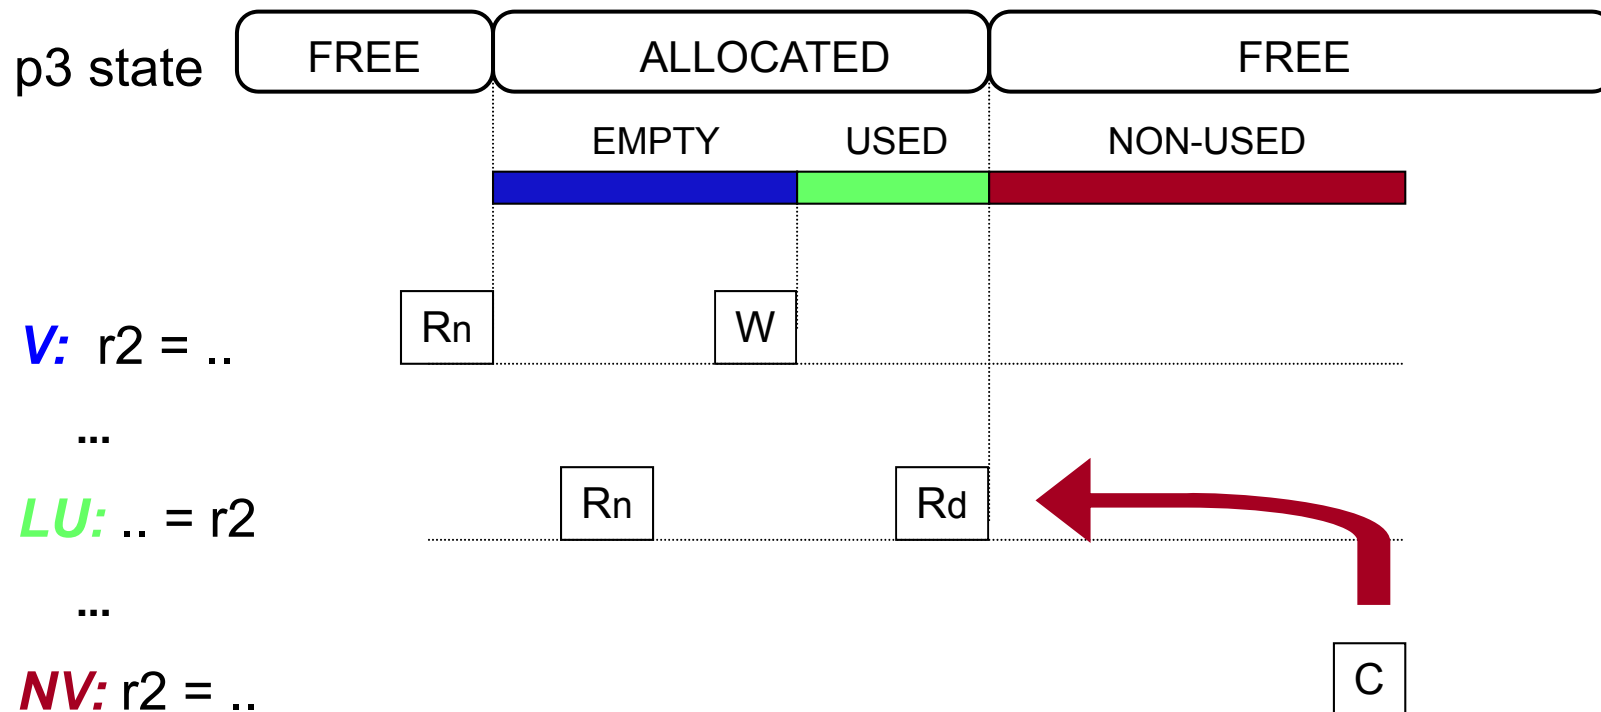 p3 state FREE ALLOCATED FREE
EMPTY USED NON-USED
V: r2 = .. Rn W
...
LU: .. = r2 Rn Rd
...
NV: r2 = .. C